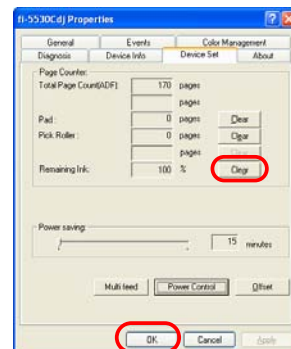 fi-5530Cdj Properties
General Events Color Management
Diagnosis Device Info Device Set About
Page Counter:
Total Page Count(ADF): 170 pages
pages
Pad : 0 pages Clear
Pick Roller : 0 pages Clear
pages Clear
Remaining Ink: 100 % Clear
Power saving:
15 minutes
Multi feed Power Control Offset
OK Cancel Apply